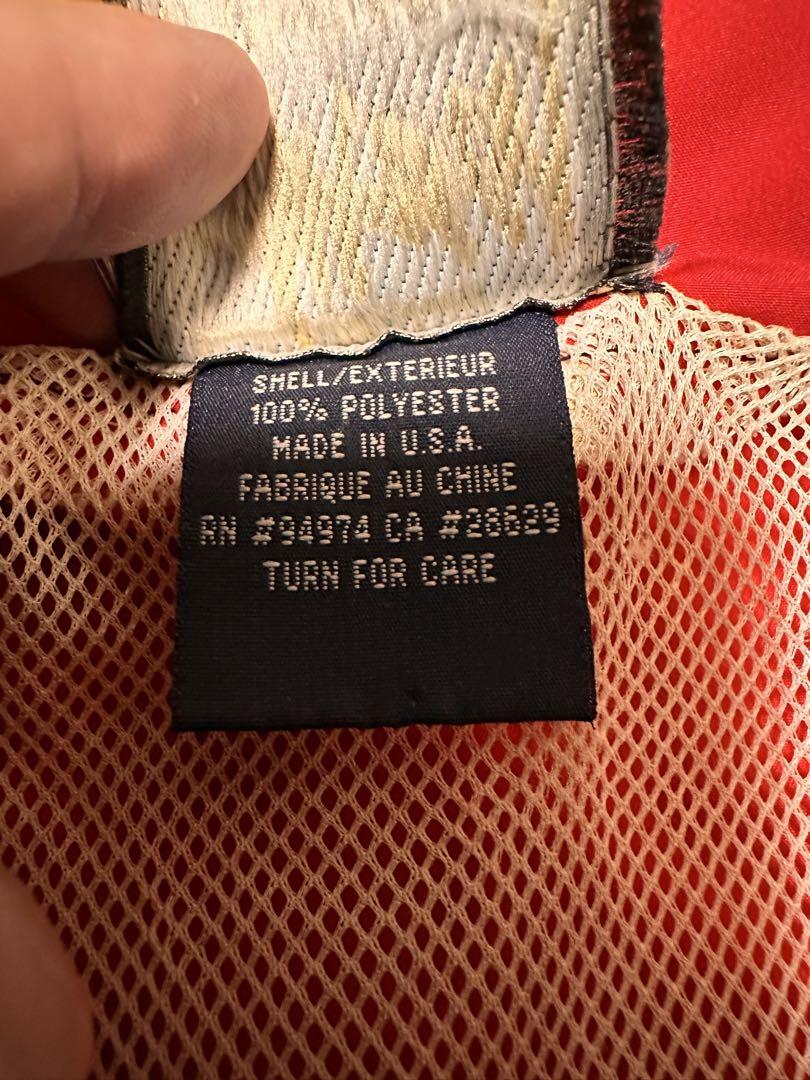 SHELL/EXTERIEUR
100% POLYESTER
MADE IN U.S.A.
FABRIQUE AU CHINE
RN #94974 CA #28629
TURN FOR CARE